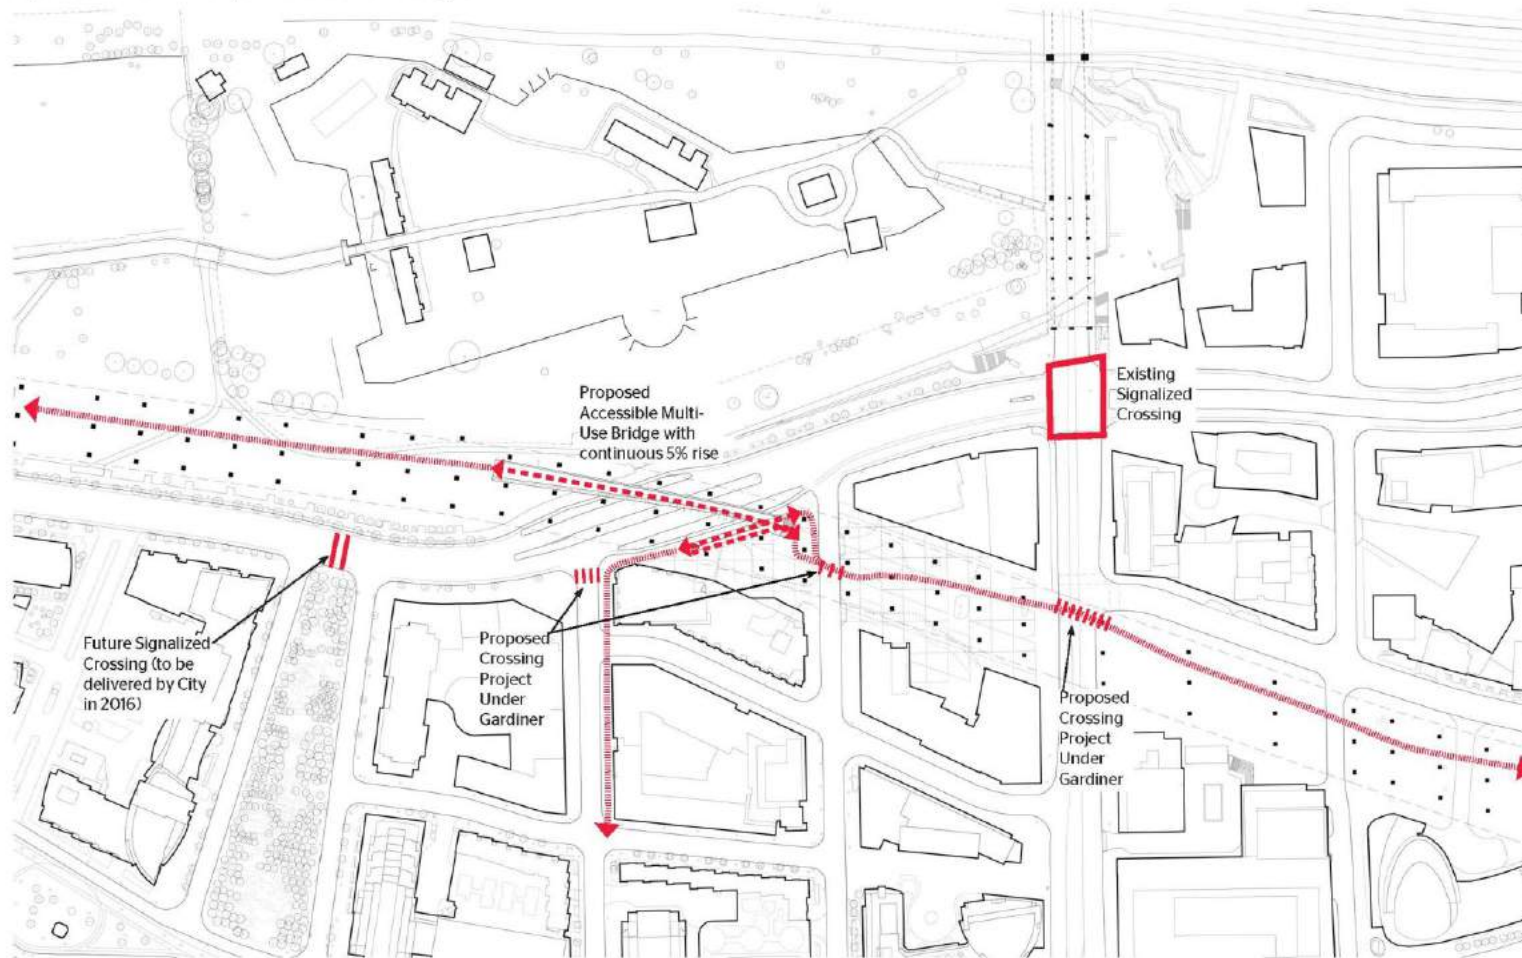 Proposed
Accessible Multi-
Use Bridge with
continuous 5% rise
Existing
Signalized
Crossing
Future Signalized
Crossing (to be
delivered by City
in 2016)
Proposed
Crossing
Project
Under
Gardiner
Proposed
Crossing
Project
Under
Gardiner